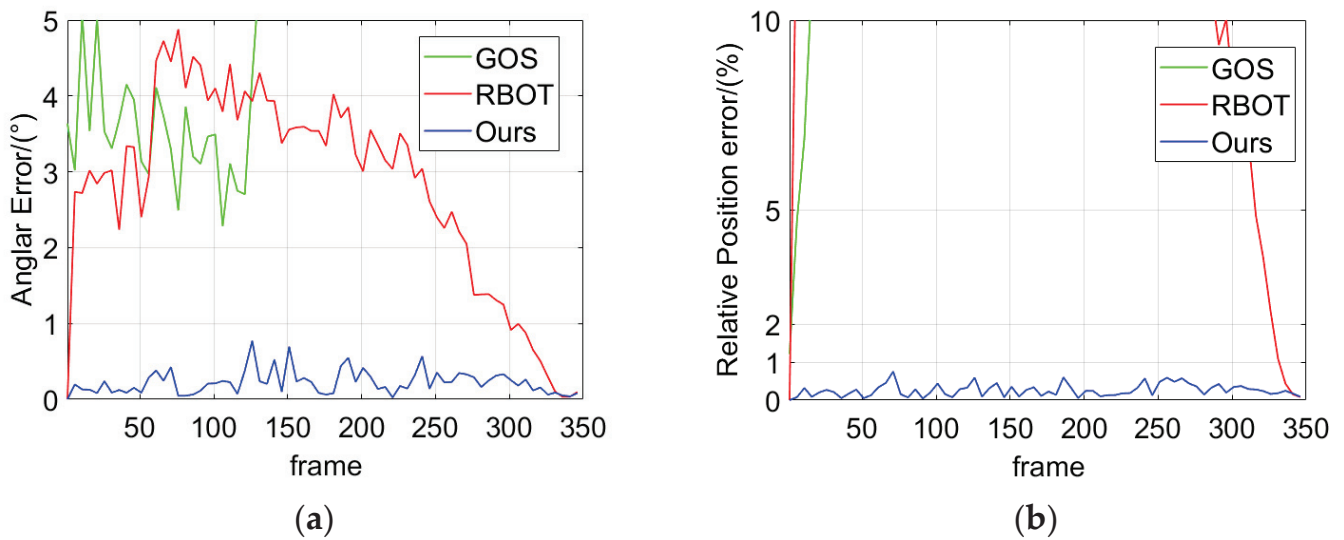 5
4
3
2
1
0
50 100 150 200 250 300 350
Anglar Error/(°)
frame
GOS
RBOT
Ours
(a)
10
5
2
1
0
50 100 150 200 250 300 350
Relative Position error/(%)
frame
GOS
RBOT
Ours
(b)